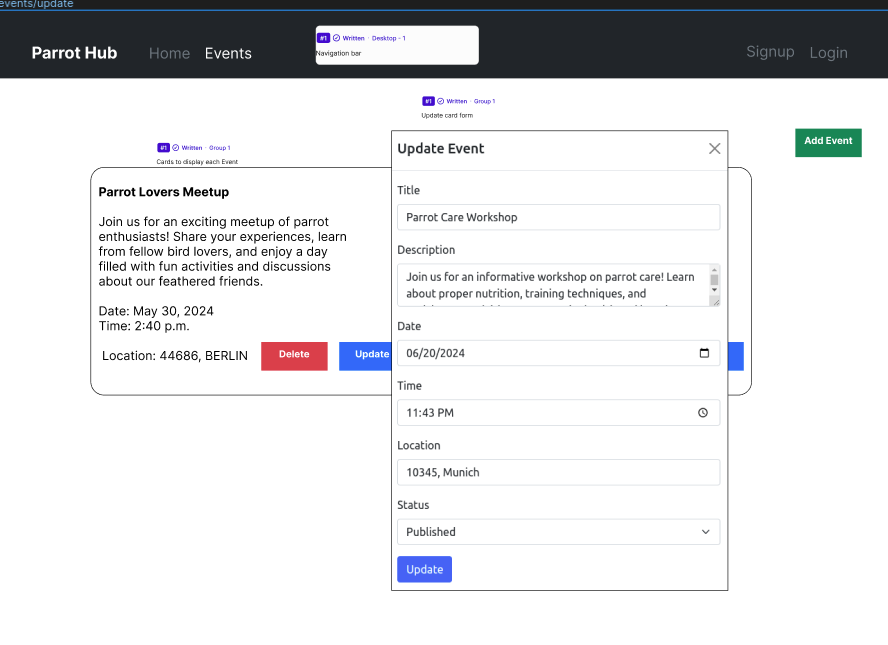 events/update
Parrot Hub Home Events
#1 Written · Desktop - 1
Navigation bar
Signup Login
#1 Written · Group 1
Update card form
Add Event
#1 Written · Group 1
Cards to display each Event
Parrot Lovers Meetup
Join us for an exciting meetup of parrot
enthusiasts! Share your experiences, learn
from fellow bird lovers, and enjoy a day
filled with fun activities and discussions
about our feathered friends.
Date: May 30, 2024
Time: 2:40 p.m.
Location: 44686, BERLIN
Delete
Update
Update Event
Title
Parrot Care Workshop
Description
Join us for an informative workshop on parrot care! Learn
about proper nutrition, training techniques, and
Date
06/20/2024
Time
11:43 PM
Location
10345, Munich
Status
Published
Update